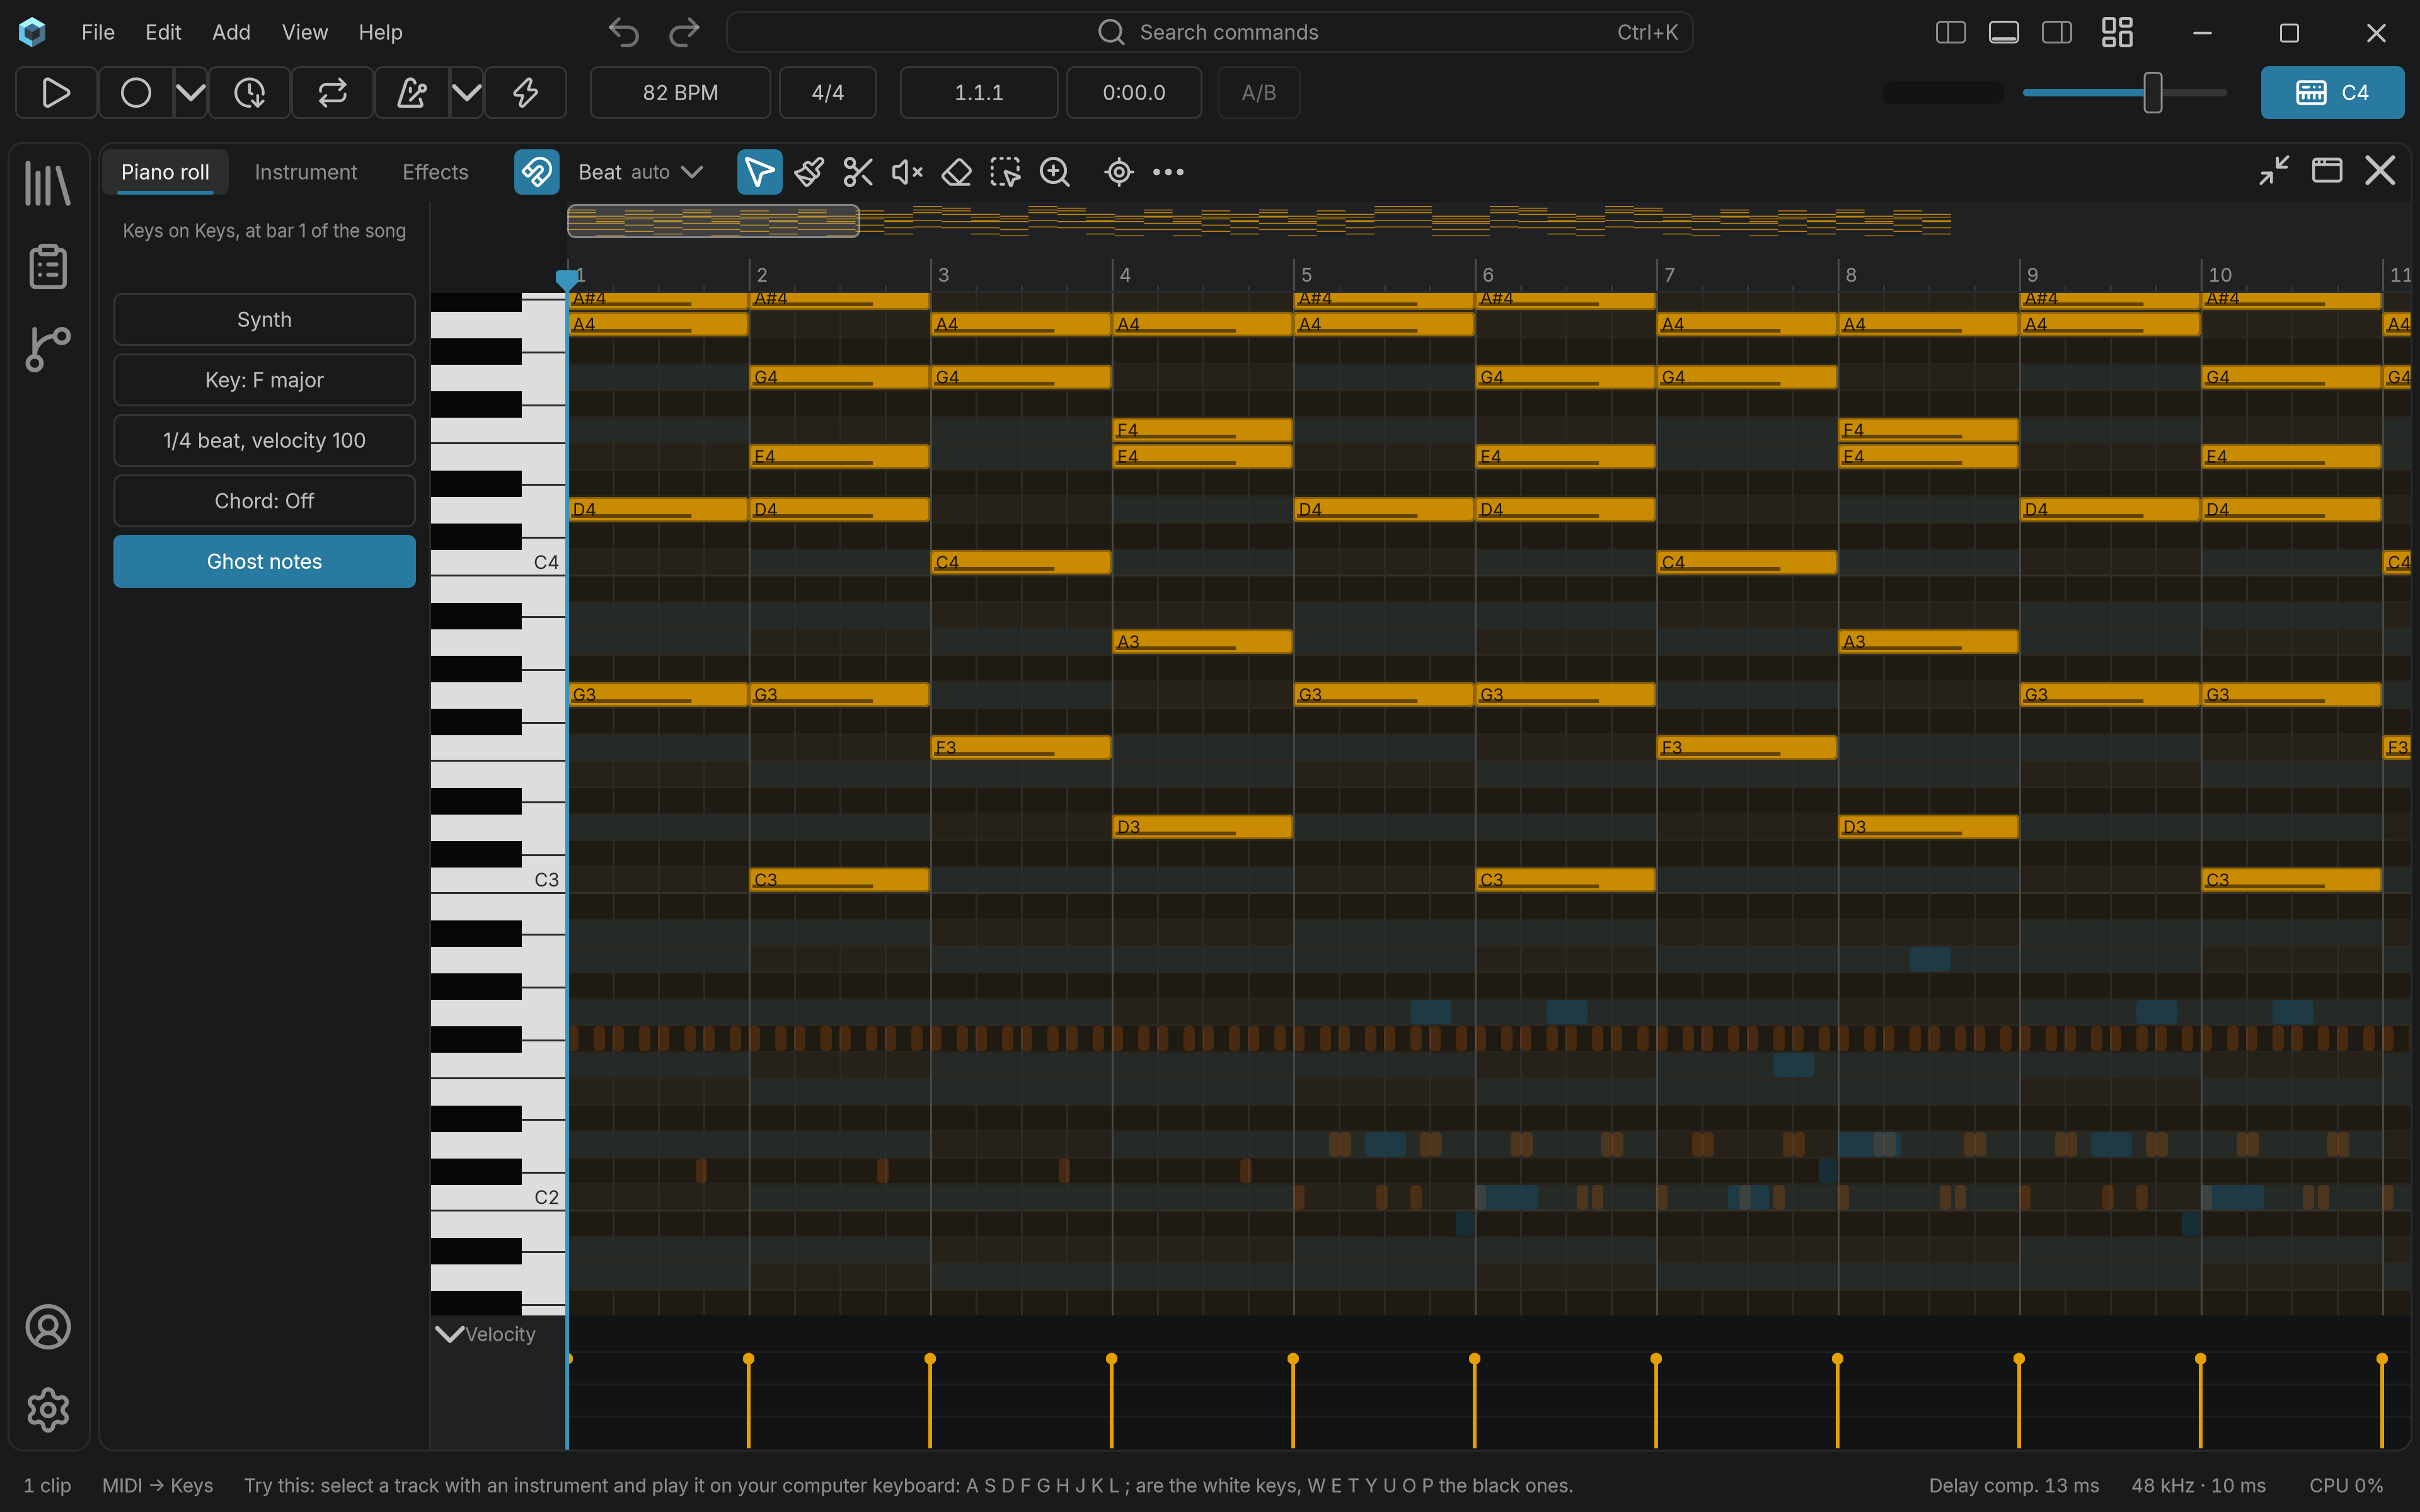 File Edit Add View Help Search commands Ctrl+K
82 BPM 4/4 1.1.1 0:00.0 A/B C4
Piano roll Instrument Effects Beat auto
Keys on Keys, at bar 1 of the song
1 2 3 4 5 6 7 8 9 10 11
Synth
Key: F major
1/4 beat, velocity 100
Chord: Off
Ghost notes
A#4 A#4 A#4 A#4 A#4 A#4
A4 A4 A4 A4 A4 A4 A4 A4
G4 G4 G4 G4 G4 G4
F4 F4
E4 E4 E4 E4 E4
D4 D4 D4 D4 D4 D4
C4 C4 C4 C4
A3 A3
G3 G3 G3 G3 G3 G3
F3 F3 F3
D3 D3
C3 C3 C3 C3
C2
Velocity
1 clip MIDI → Keys Try this: select a track with an instrument and play it on your computer keyboard: A S D F G H J K L ; are the white keys, W E T Y U O P the black ones. Delay comp. 13 ms 48 kHz · 10 ms CPU 0%